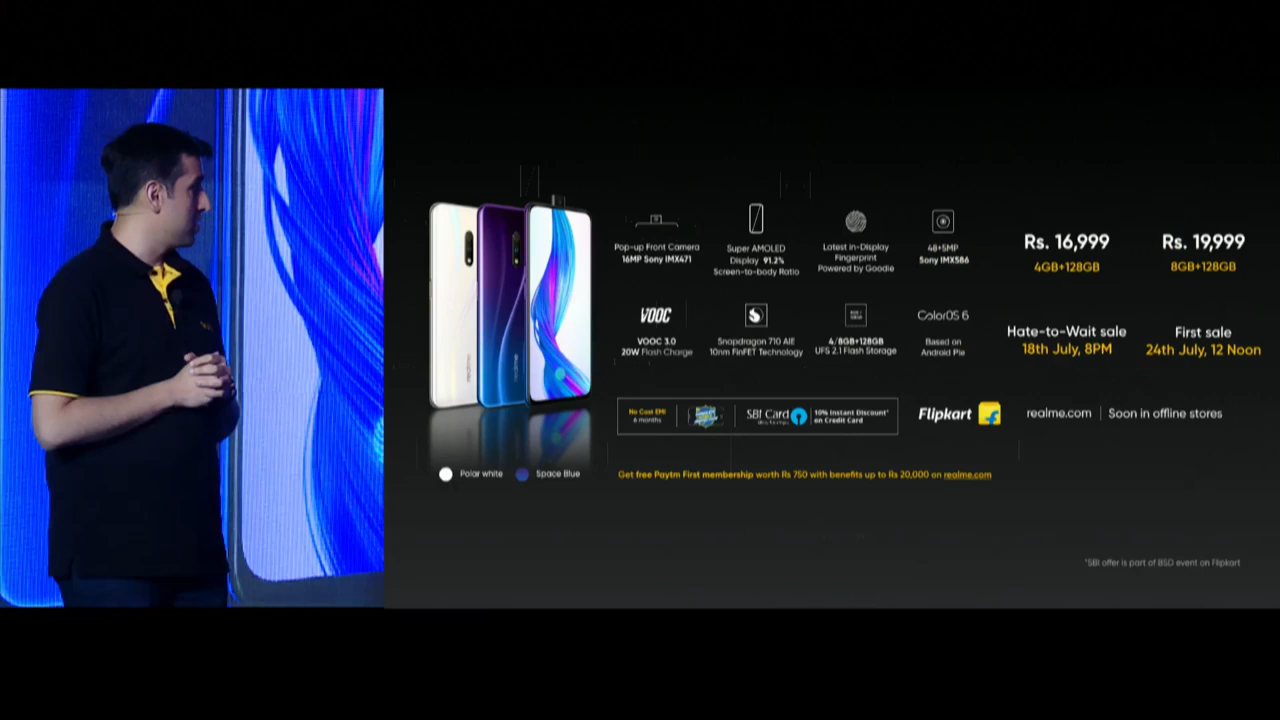 Pop-up Front Camera
16MP Sony IMX471
Super AMOLED
Display 91.2%
Screen-to-body Ratio
Latest in-Display
Fingerprint
Powered by Goodie
48+5MP
Sony IMX586
Rs. 16,999
4GB+128GB
Rs. 19,999
8GB+128GB
VOOC
VOOC 3.0
20W Flash Charge
Snapdragon 710 AIE
10nm FinFET Technology
4/8GB+128GB
UFS 2.1 Flash Storage
ColorOS 6
Based on
Android Pie
Hate-to-Wait sale
18th July, 8PM
First sale
24th July, 12 Noon
realme
realme
No Cost EMI
6 months
SBI Card
10% Instant Discount*
on Credit Card
Flipkart
realme.com
Soon in offline stores
Polar white
Space Blue
Get free Paytm First membership worth Rs 750 with benefits up to Rs 20,000 on realme.com
*SBI offer is part of BSD event on Flipkart